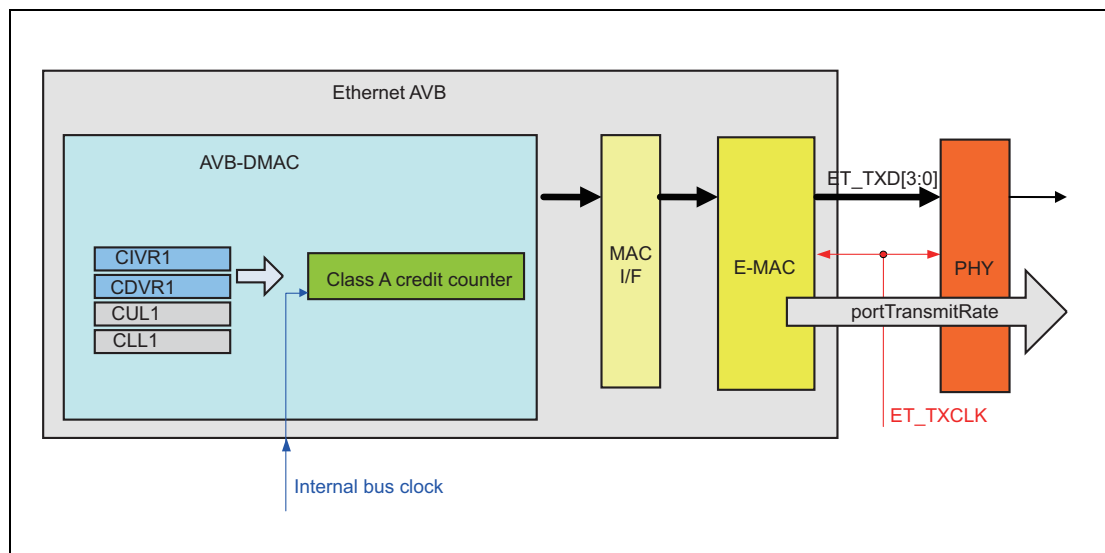 Ethernet AVB
AVB-DMAC
CIVR1
CDVR1
CUL1
CLL1
Class A credit counter
MAC
I/F
E-MAC
ET_TXD[3:0]
PHY
portTransmitRate
ET_TXCLK
Internal bus clock